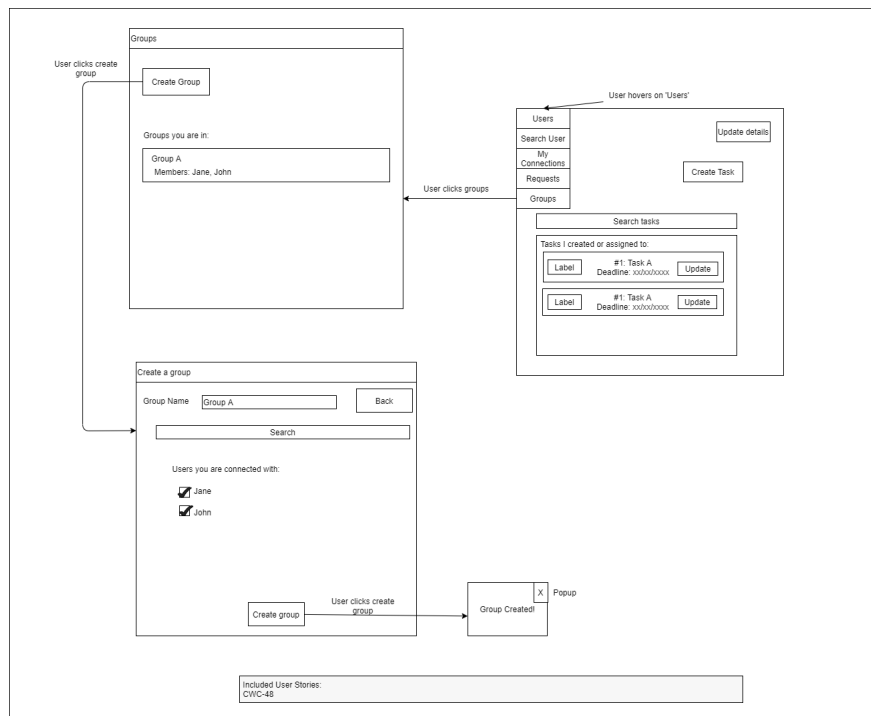 Groups
User clicks create
group
Create Group
Groups you are in:
Group A
Members: Jane, John
User hovers on 'Users'
Users
Search User
My
Connections
Requests
Groups
Update details
Create Task
User clicks groups
Search tasks
Tasks I created or assigned to:
Label
#1: Task A
Deadline: xx/xx/xxxx
Update
Label
#1: Task A
Deadline: xx/xx/xxxx
Update
Create a group
Group Name
Group A
Back
Search
Users you are connected with:
Jane
John
Create group
User clicks create
group
X
Popup
Group Created!
Included User Stories:
CWC-48